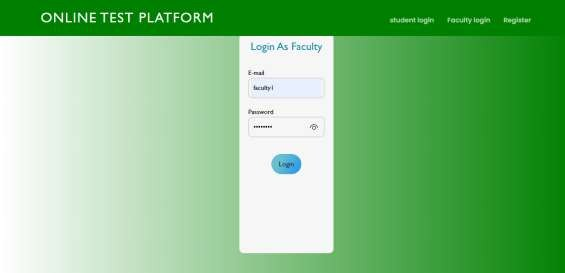 ONLINE TEST PLATFORM
student login Faculty login Register
Login As Faculty
E-mail
faculty1
Password
••••••••
Login